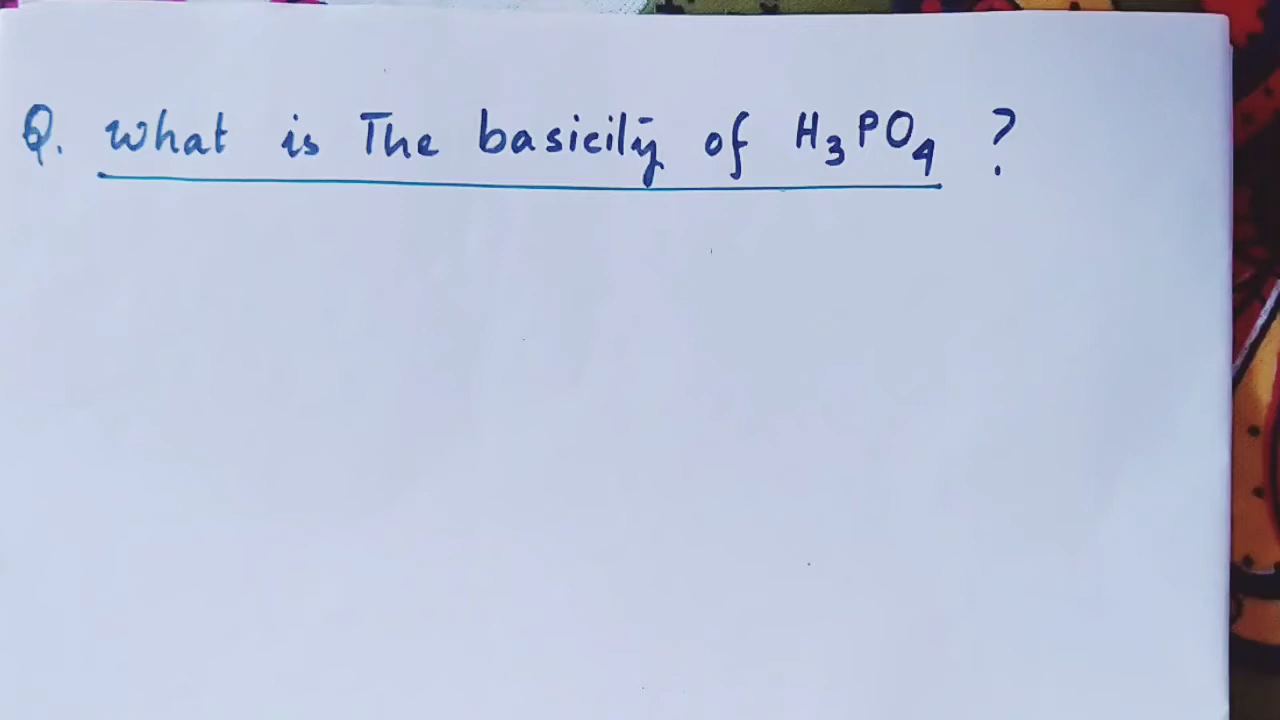 Q. What is The basicity of H₃PO₄ ?